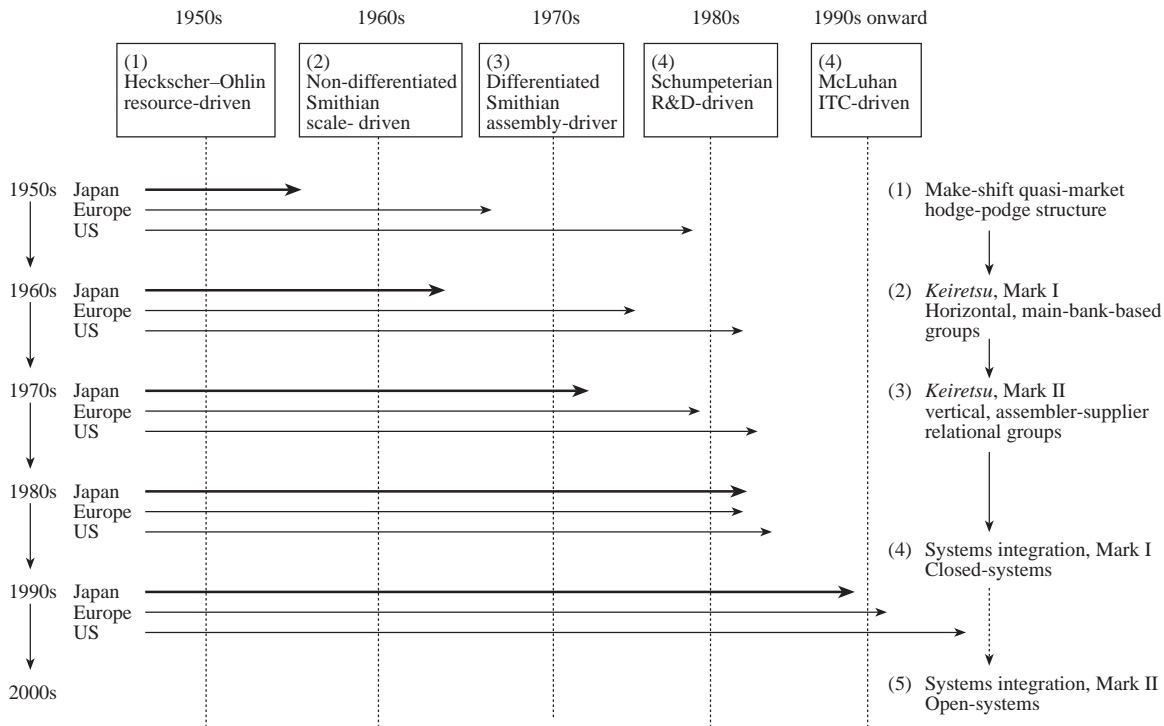 1950s 1960s 1970s 1980s 1990s onward
(1)
Heckscher–Ohlin
resource-driven
(2)
Non-differentiated
Smithian
scale- driven
(3)
Differentiated
Smithian
assembly-driver
(4)
Schumpeterian
R&D-driven
(4)
McLuhan
ITC-driven
1950s Japan
Europe
US
(1) Make-shift quasi-market
hodge-podge structure
1960s Japan
Europe
US
(2) Keiretsu, Mark I
Horizontal, main-bank-based
groups
1970s Japan
Europe
US
(3) Keiretsu, Mark II
vertical, assembler-supplier
relational groups
1980s Japan
Europe
US
(4) Systems integration, Mark I
Closed-systems
1990s Japan
Europe
US
2000s
(5) Systems integration, Mark II
Open-systems